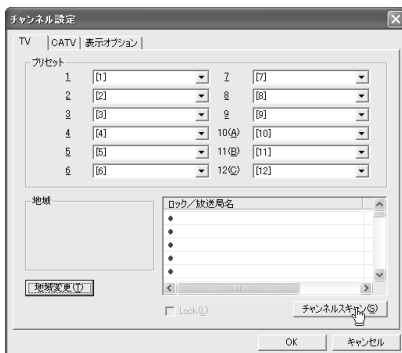 チャンネル設定
TV CATV 表示オプション
プリセット
1 [1] 7 [7]
2 [2] 8 [8]
3 [3] 9 [9]
4 [4] 10(A) [10]
5 [5] 11(B) [11]
6 [6] 12(C) [12]
地域
ロック/放送局名
地域変更(T)
Lock(L)
チャンネルスキャン(S)
OK キャンセル